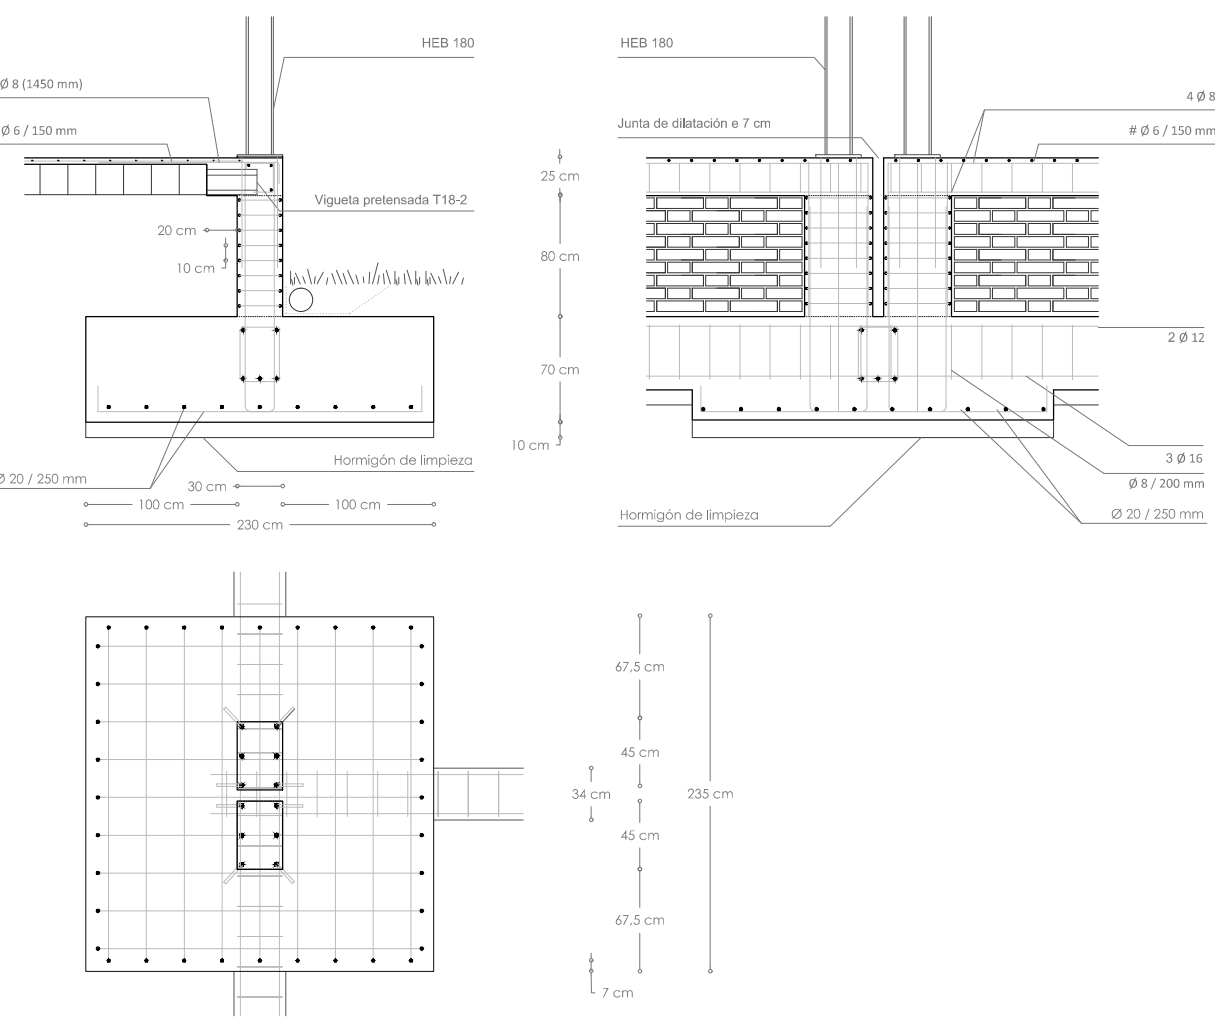 HEB 180
Ø 8 (1450 mm)
Ø 6 / 150 mm
Vigueta pretensada T18-2
20 cm
10 cm
Hormigón de limpieza
Ø 20 / 250 mm
30 cm
100 cm
100 cm
230 cm
25 cm
80 cm
70 cm
10 cm
HEB 180
4 Ø 8
Junta de dilatación e 7 cm
# Ø 6 / 150 mm
2 Ø 12
3 Ø 16
Ø 8 / 200 mm
Ø 20 / 250 mm
Hormigón de limpieza
67,5 cm
45 cm
34 cm
235 cm
45 cm
67,5 cm
7 cm